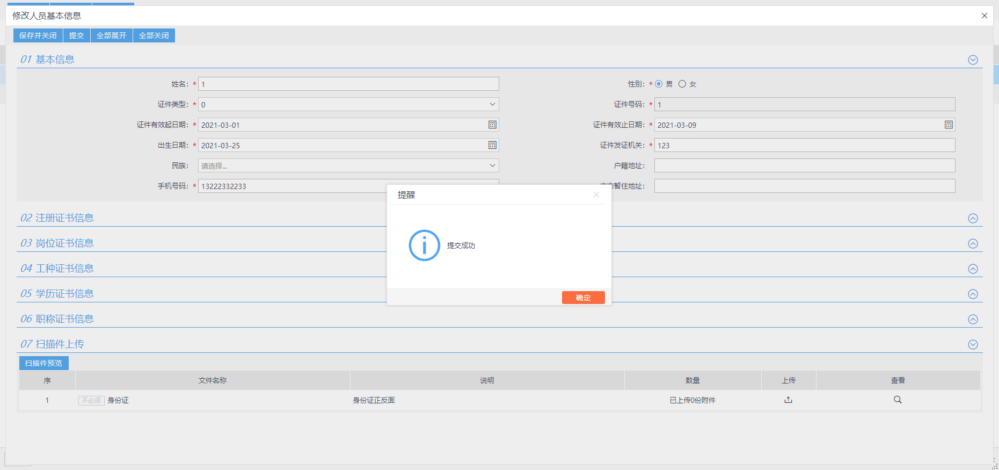 修改人员基本信息
保存并关闭 提交 全部展开 全部关闭
01 基本信息
姓名： * 1 性别： * 男 女
证件类型： * 0 证件号码： * 1
证件有效起日期： * 2021-03-01 证件有效止日期： * 2021-03-09
出生日期： * 2021-03-25 证件发证机关： * 123
民族： 请选择... 户籍地址：
手机号码： * 13222332233 暂住地址：
提醒
02 注册证书信息
03 岗位证书信息
提交成功
04 工种证书信息
05 学历证书信息
确定
06 职称证书信息
07 扫描件上传
扫描件预览
序 文件名称 说明 数量 上传 查看
1 不必须 身份证 身份证正反面 已上传0份附件